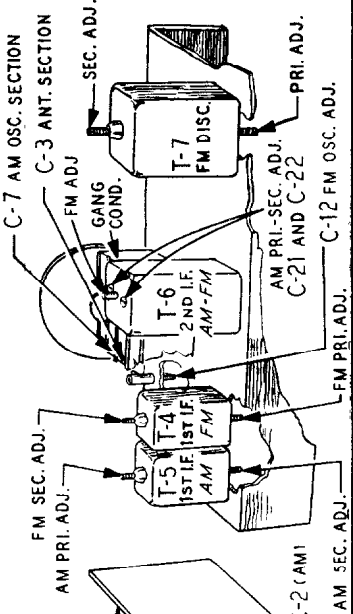 C-7 AM OSC. SECTION
C-3 ANT. SECTION
FM ADJ
GANG
COND.
SEC. ADJ.
FM SEC. ADJ.
AM PRI. ADJ.
T-5
1ST I.F.
AM
T-4
1ST I.F.
FM
T-6
2ND I.F.
AM-FM
T-7
FM DISC.
PRI. ADJ.
AM PRI.-SEC. ADJ.
C-21 AND C-22
C-12 FM OSC. ADJ.
FM PRI. ADJ.
AM SEC. ADJ.
-2 (AM)